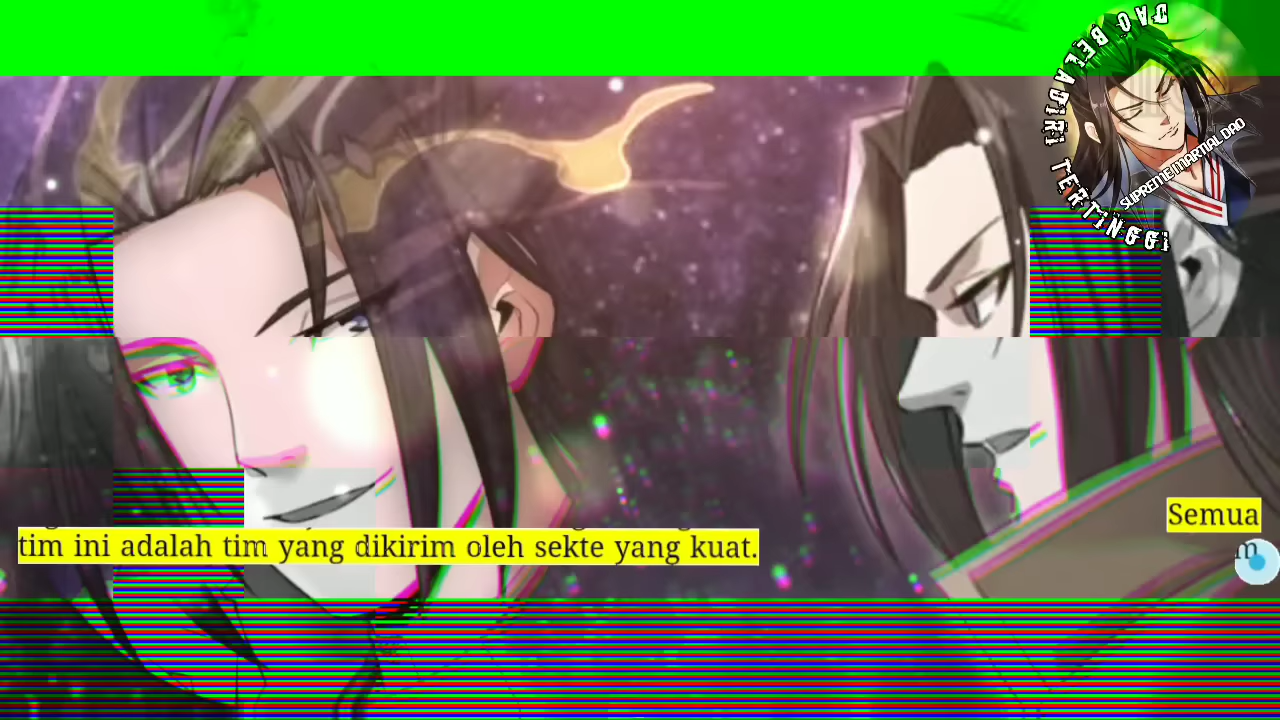 DAO BELADIRI TERTINGGI
SUPREME MARTIAL DAO
Semua
tim ini adalah tim yang dikirim oleh sekte yang kuat.